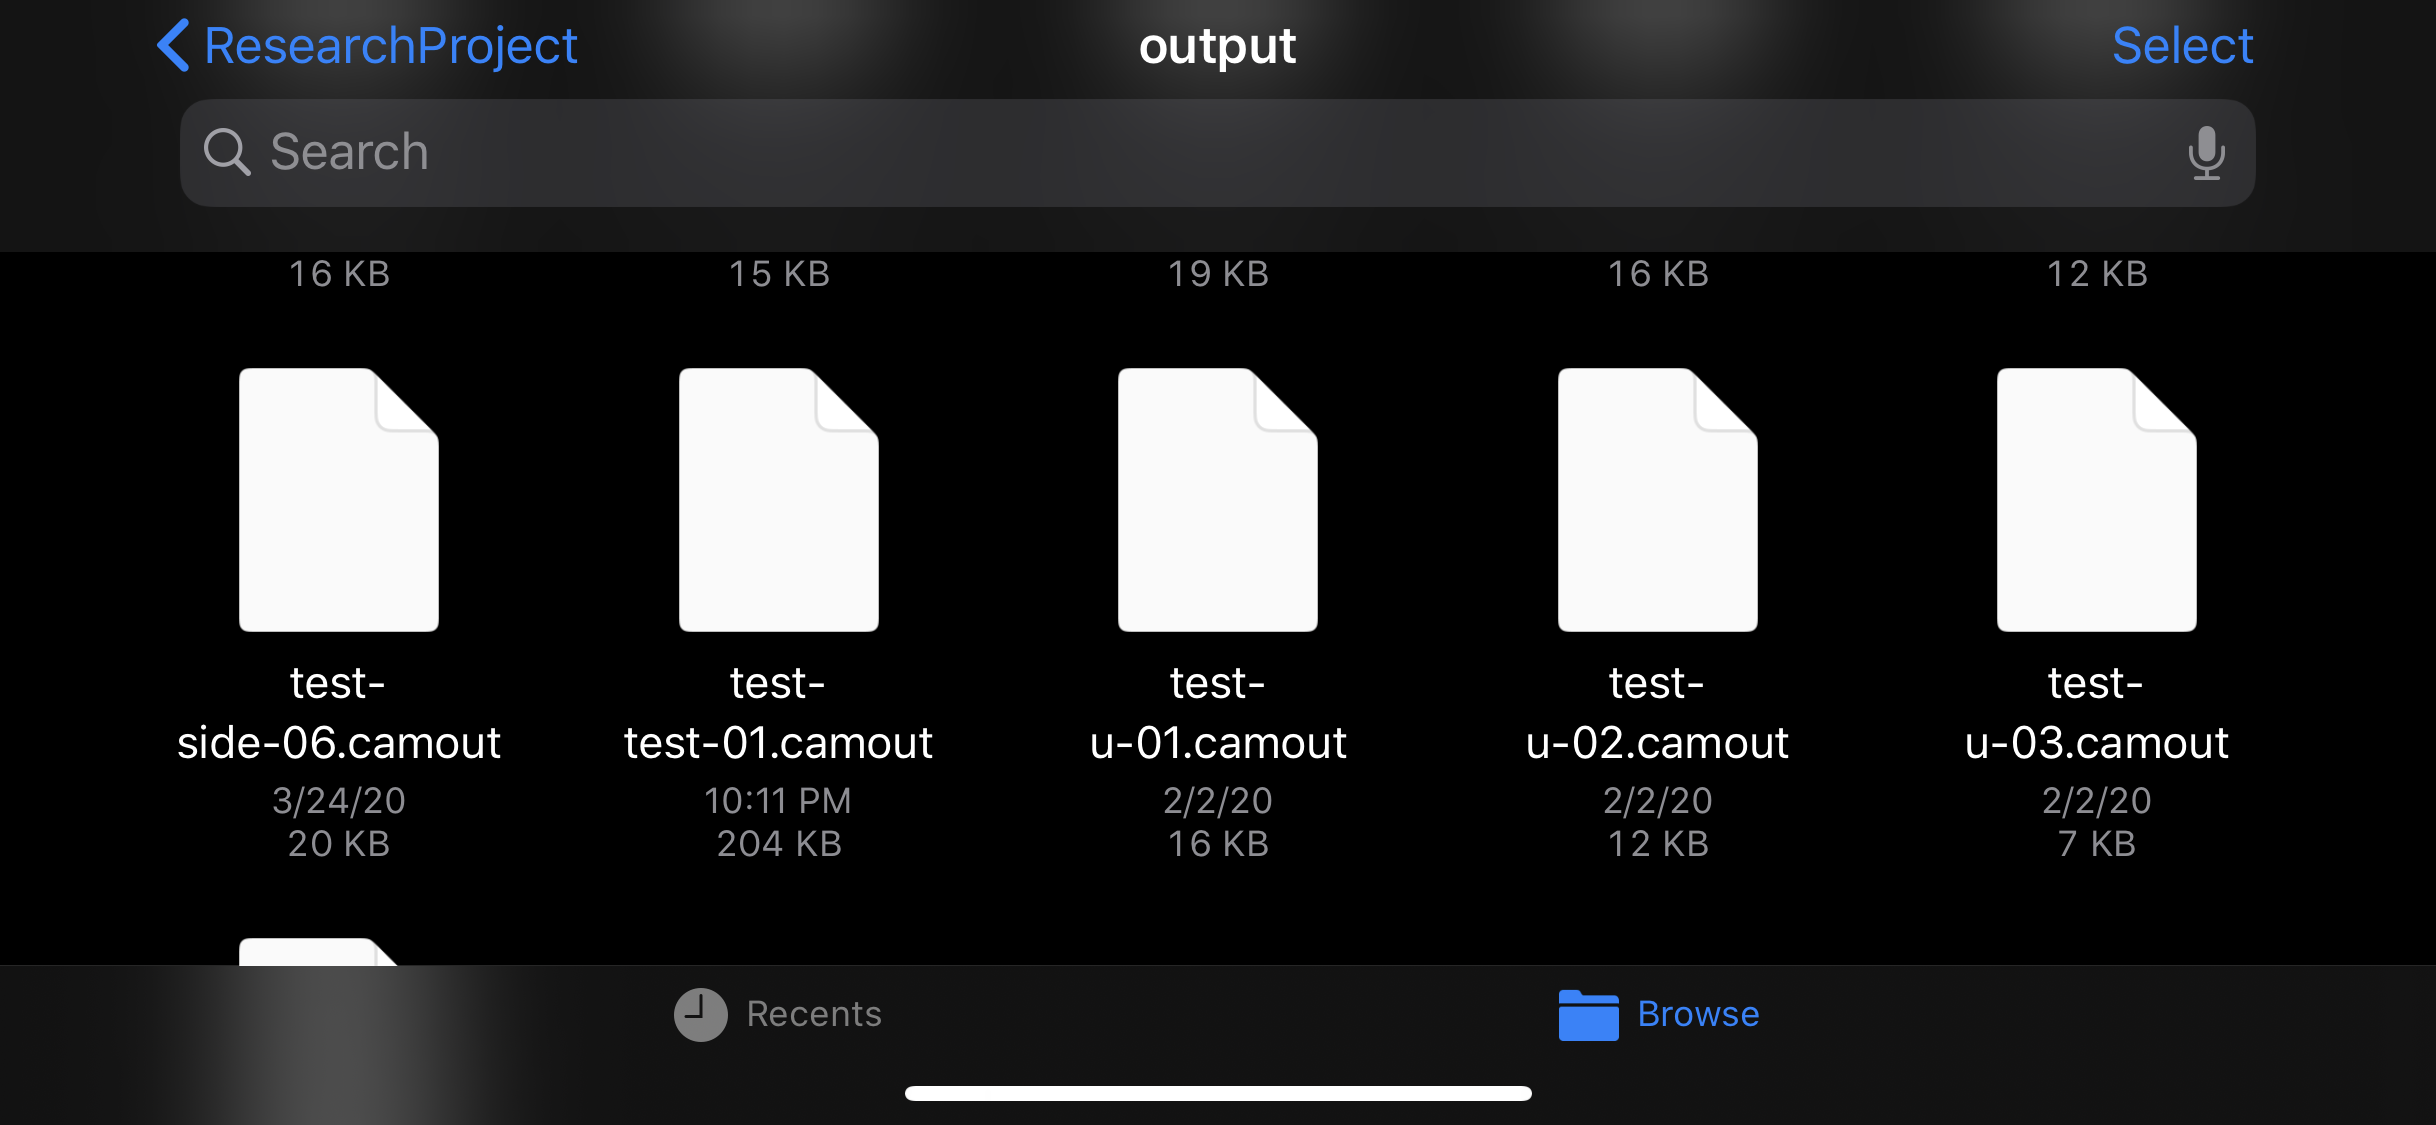 ResearchProject
output
Select
Search
16 KB
15 KB
19 KB
16 KB
12 KB
test-
side-06.camout
3/24/20
20 KB
test-
test-01.camout
10:11 PM
204 KB
test-
u-01.camout
2/2/20
16 KB
test-
u-02.camout
2/2/20
12 KB
test-
u-03.camout
2/2/20
7 KB
Recents
Browse